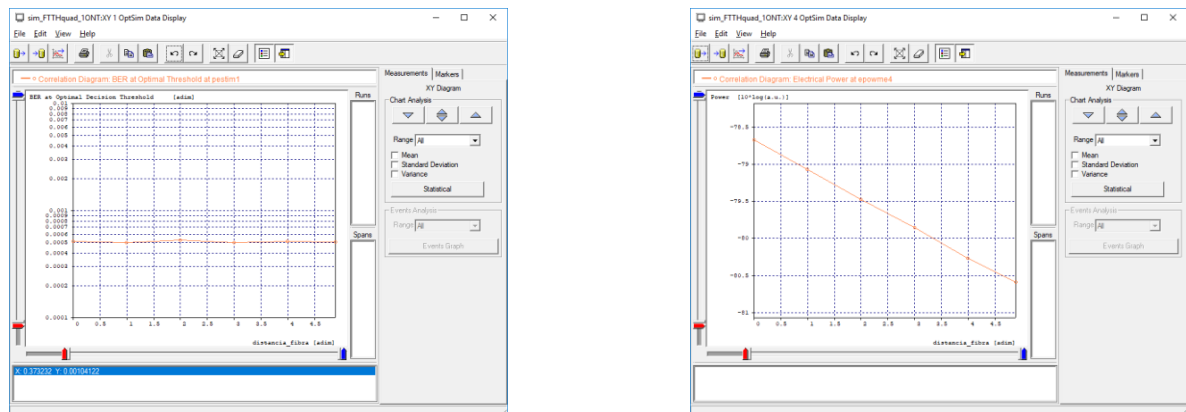 sim_FTTHquad_1ONT:XY 1 OptSim Data Display
File Edit View Help
Correlation Diagram: BER at Optimal Threshold at pestim1
BER at Optimal Decision Threshold [adim]
0.01
0.009
0.008
0.007
0.006
0.005
0.004
0.003
0.002
0.001
0.0009
0.0008
0.0007
0.0006
0.0005
0.0004
0.0003
0.0002
0.0001
0 0.5 1 1.5 2 2.5 3 3.5 4 4.5
distancia_fibra [adim]
Runs
Spans
Measurements Markers
XY Diagram
Chart Analysis
Range All
Mean
Standard Deviation
Variance
Statistical
Events Analysis
Range All
Events Graph
X: 0.373232 Y: 0.00104122
sim_FTTHquad_1ONT:XY 4 OptSim Data Display
File Edit View Help
Correlation Diagram: Electrical Power at epowme4
Power [10*log(a.u.)]
-78.5
-79
-79.5
-80
-80.5
-81
0 0.5 1 1.5 2 2.5 3 3.5 4 4.5
distancia_fibra [adim]
Runs
Spans
Measurements Markers
XY Diagram
Chart Analysis
Range All
Mean
Standard Deviation
Variance
Statistical
Events Analysis
Range All
Events Graph